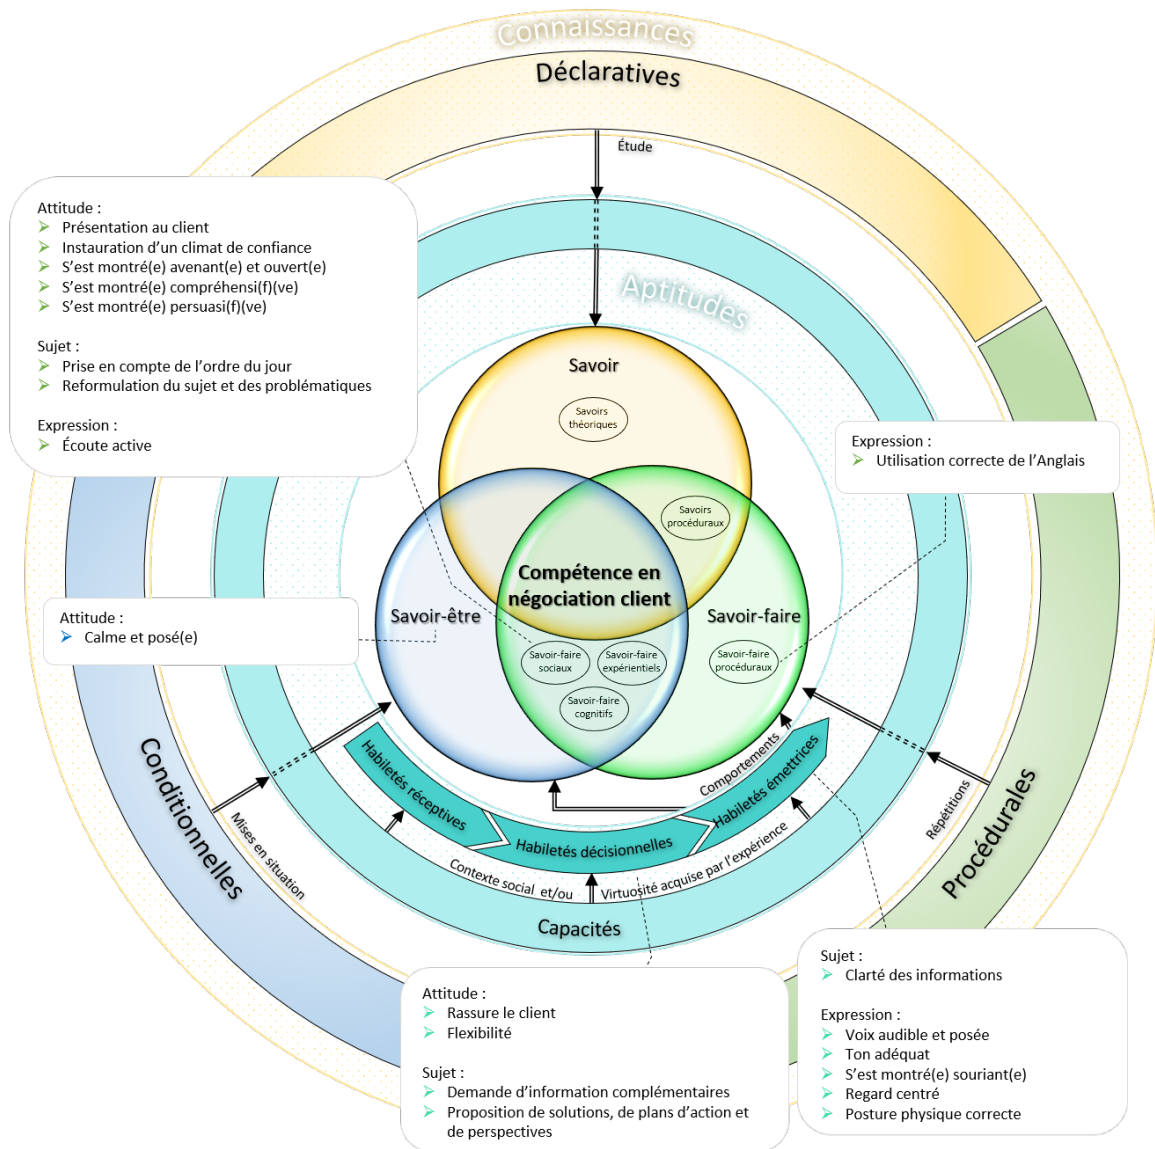 Connaissances
Déclaratives
Étude
Attitude :
Présentation au client
Instauration d’un climat de confiance
S’est montré(e) avenant(e) et ouvert(e)
S’est montré(e) compréhensi(f)(ve)
S’est montré(e) persuasi(f)(ve)
Sujet :
Prise en compte de l’ordre du jour
Reformulation du sujet et des problématiques
Expression :
Écoute active
Aptitudes
Savoir
Savoirs
théoriques
Expression :
Utilisation correcte de l’Anglais
Savoirs
procéduraux
Compétence en
négociation client
Attitude :
Calme et posé(e)
Savoir-être
Savoir-faire
Savoir-faire
sociaux
Savoir-faire
expérientiels
Savoir-faire
procéduraux
Savoir-faire
cognitifs
Conditionnelles
Mises en situation
Habiletés réceptives
Habiletés décisionnelles
Habiletés émettrices
Comportements
Contexte social et/ou
Virtuosité acquise par l’expérience
Répétitions
Procédurales
Capacités
Attitude :
Rassure le client
Flexibilité
Sujet :
Demande d’information complémentaires
Proposition de solutions, de plans d’action et
de perspectives
Sujet :
Clarté des informations
Expression :
Voix audible et posée
Ton adéquat
S’est montré(e) souriant(e)
Regard centré
Posture physique correcte